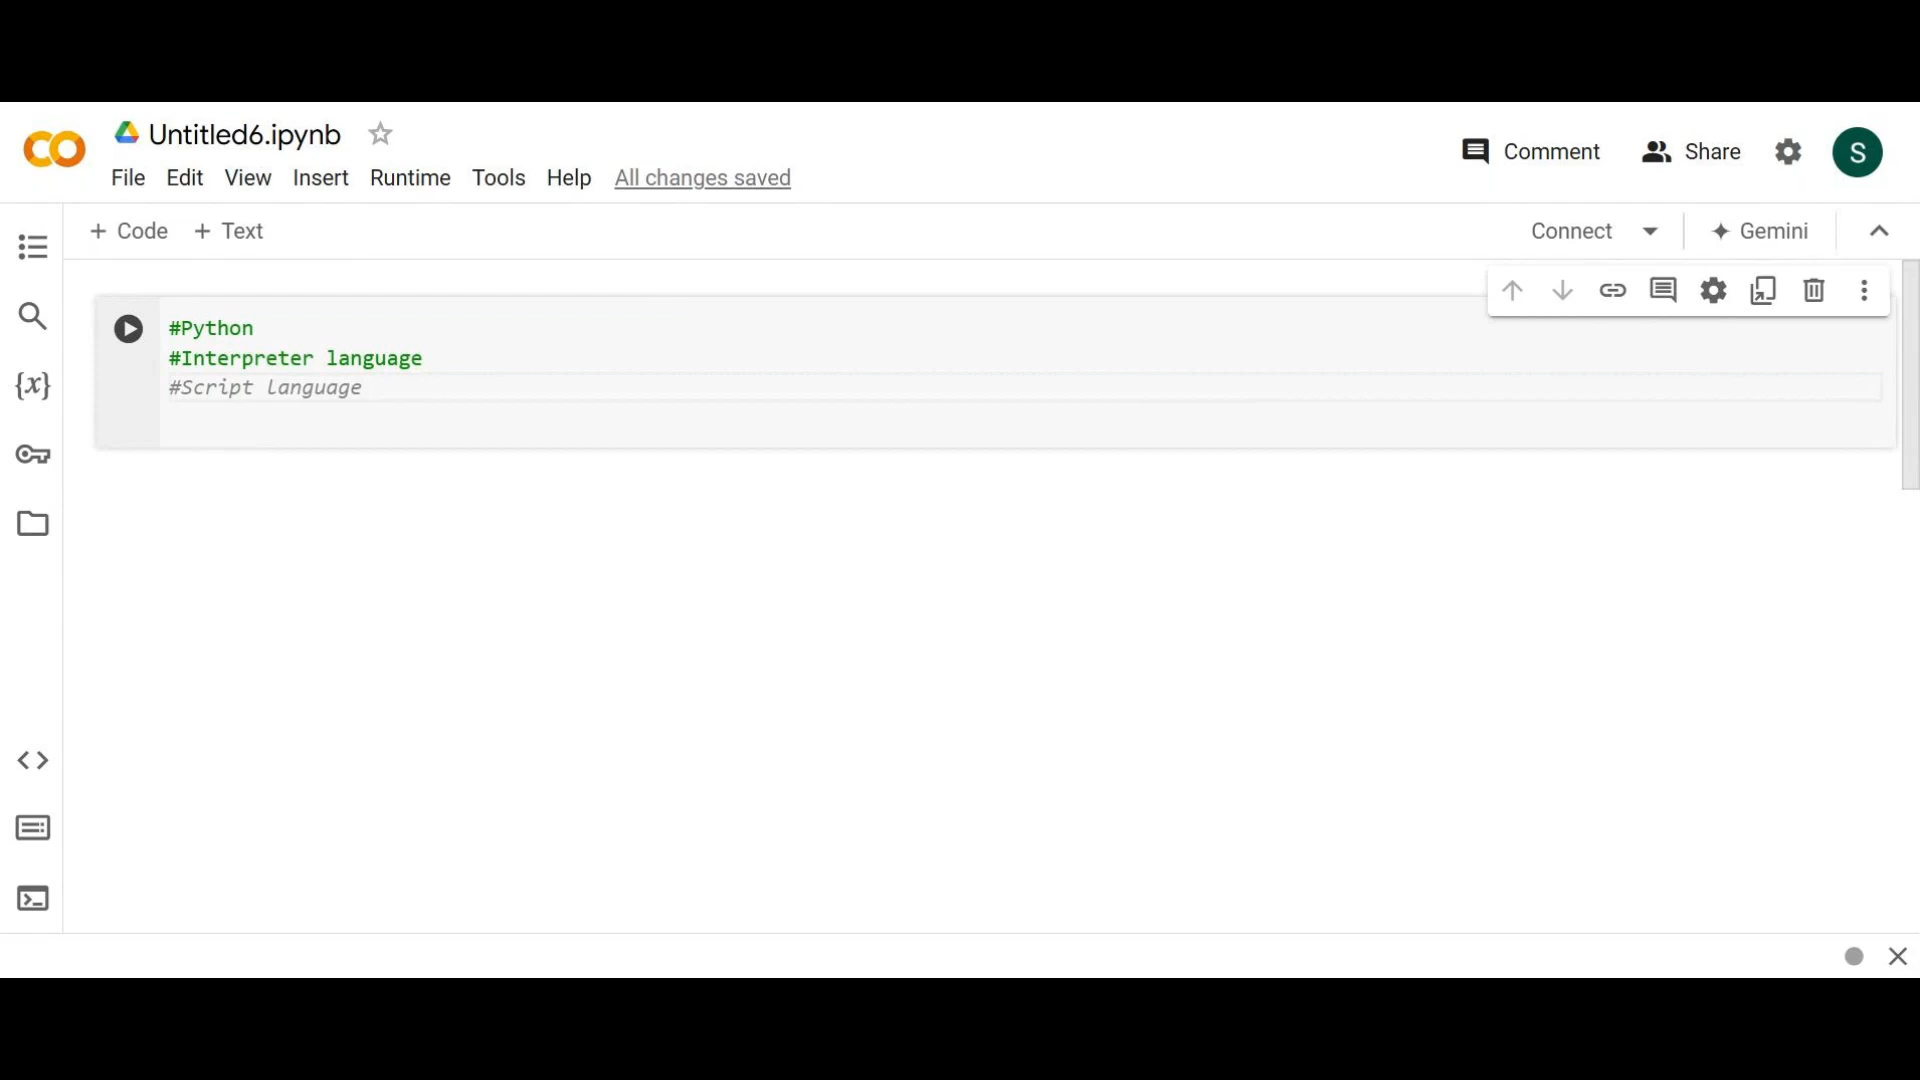 Untitled6.ipynb
File Edit View Insert Runtime Tools Help All changes saved
Comment Share S
+ Code + Text
Connect Gemini
#Python
#Interpreter language
#Script language
{x}